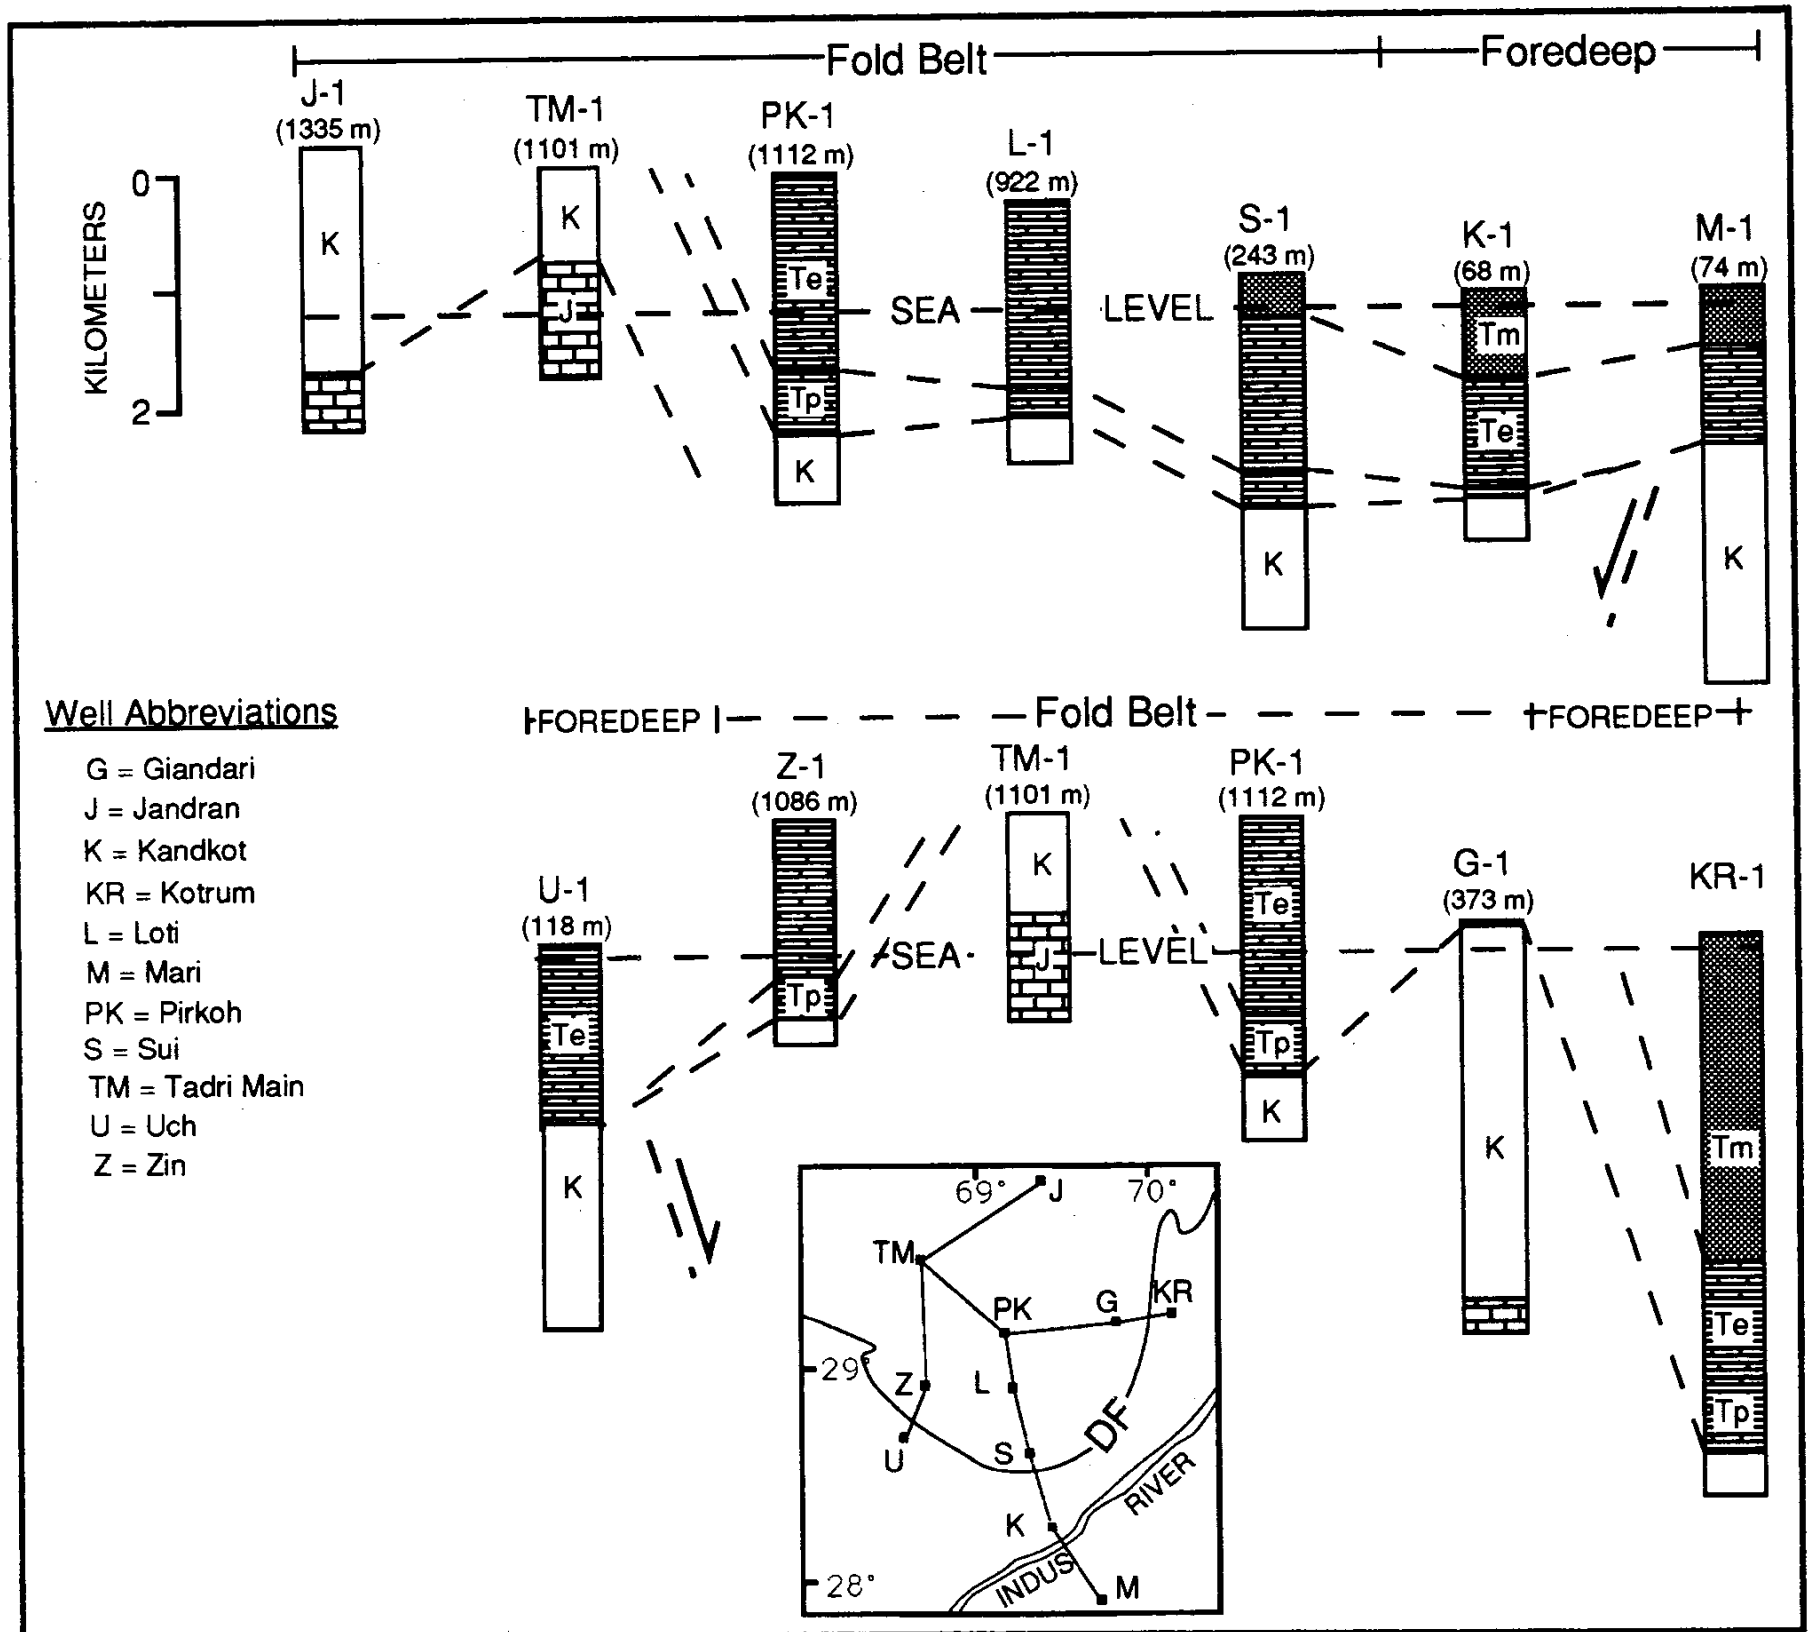 Fold Belt Foredeep
J-1
(1335 m)
TM-1
(1101 m)
PK-1
(1112 m)
L-1
(922 m)
S-1
(243 m)
K-1
(68 m)
M-1
(74 m)
KILOMETERS
0
2
K
K
J
Te
Tp
K
SEA LEVEL
K
Tm
Te
K
Well Abbreviations
G = Giandari
J = Jandran
K = Kandkot
KR = Kotrum
L = Loti
M = Mari
PK = Pirkoh
S = Sui
TM = Tadri Main
U = Uch
Z = Zin
FOREDEEP Fold Belt FOREDEEP
U-1
(118 m)
Z-1
(1086 m)
TM-1
(1101 m)
PK-1
(1112 m)
G-1
(373 m)
KR-1
Te
K
Tp
SEA LEVEL
K
J
Te
Tp
K
K
Tm
Te
Tp
69° 70°
J
TM
PK G KR
29°
Z L
DF
U S
RIVER
K
INDUS
28° M